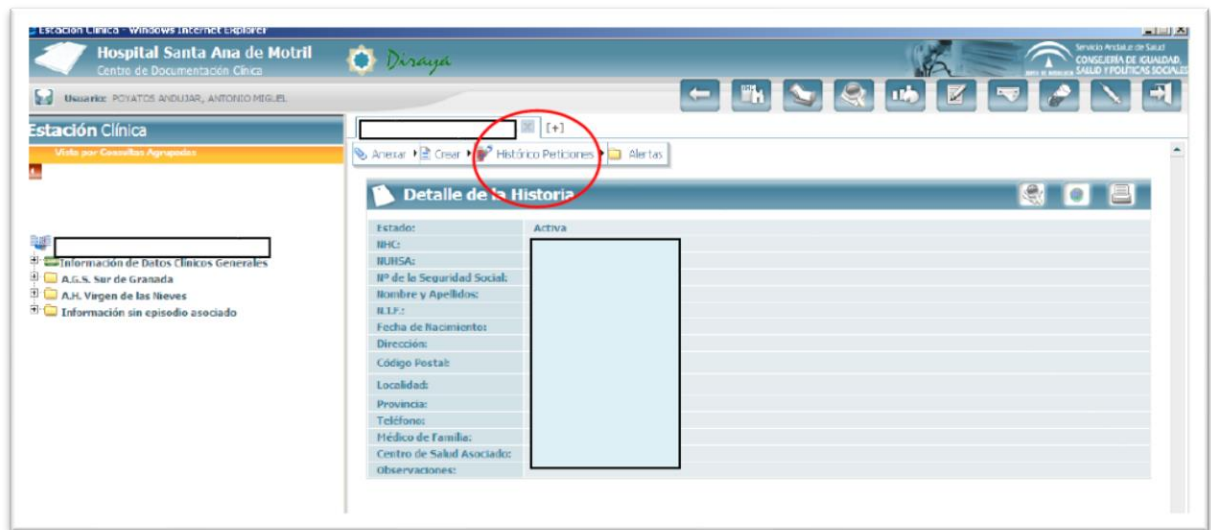 Estación Clínica - Windows Internet Explorer
Hospital Santa Ana de Motril
Centro de Documentación Clínica
Diraya
Servicio Andaluz de Salud
CONSEJERÍA DE IGUALDAD,
SALUD Y POLÍTICAS SOCIALES
JUNTA DE ANDALUCIA
Usuario: POYATOS ANDUJAR, ANTONIO MIGUEL
Estación Clínica
Vista por Consultas Agrupadas
[+]
Anexar Crear Histórico Peticiones Alertas
Detalle de la Historia
Información de Datos Clínicos Generales
A.G.S. Sur de Granada
A.H. Virgen de las Nieves
Información sin episodio asociado
Estado: Activa
NHC:
NUHSA:
Nº de la Seguridad Social:
Nombre y Apellidos:
N.I.F.:
Fecha de Nacimiento:
Dirección:
Código Postal:
Localidad:
Provincia:
Teléfono:
Médico de Familia:
Centro de Salud Asociado:
Observaciones: